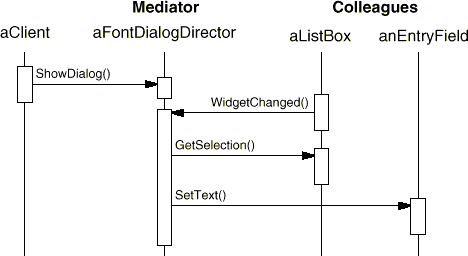 Mediator
Colleagues
aClient
aFontDialogDirector
aListBox
anEntryField
ShowDialog()
WidgetChanged()
GetSelection()
SetText()